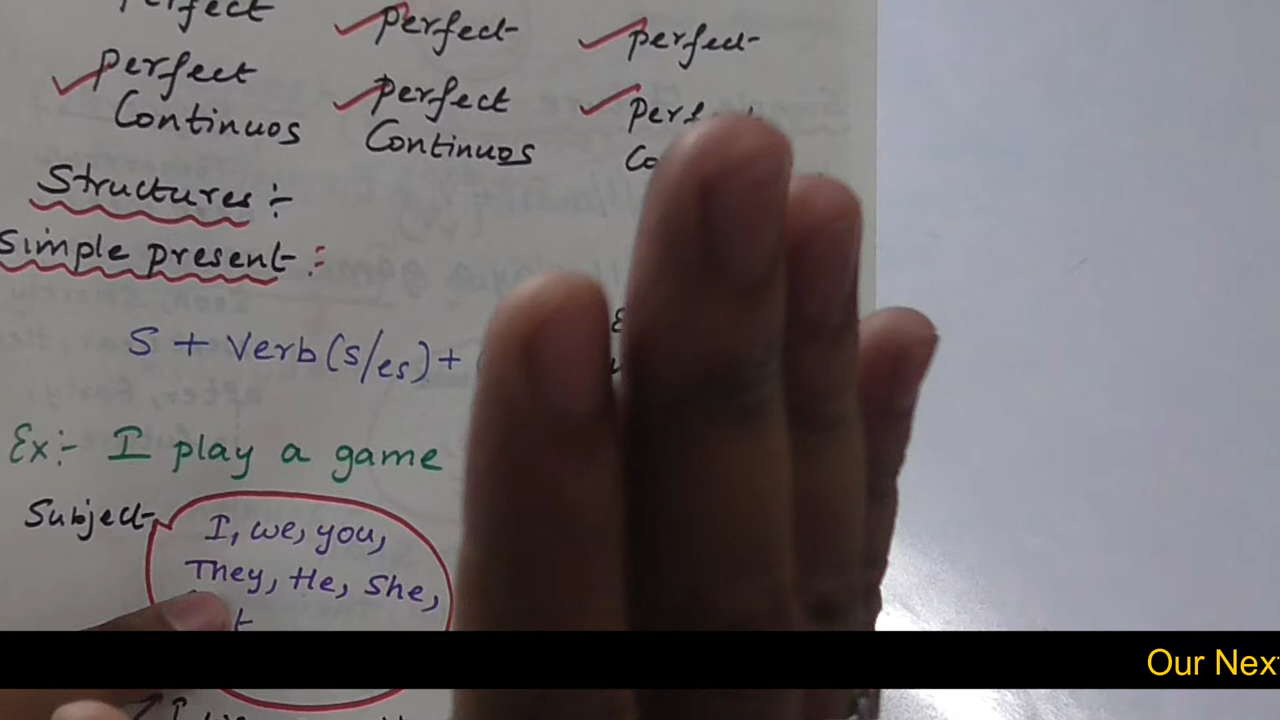 Perfect Perfect Perfect
Perfect Perfect
Continuos Continuos
Structures :-
Simple present :-
S + Verb (s/es) +
Ex:- I play a game
Subject
I, we, you,
They, He, She,
Our